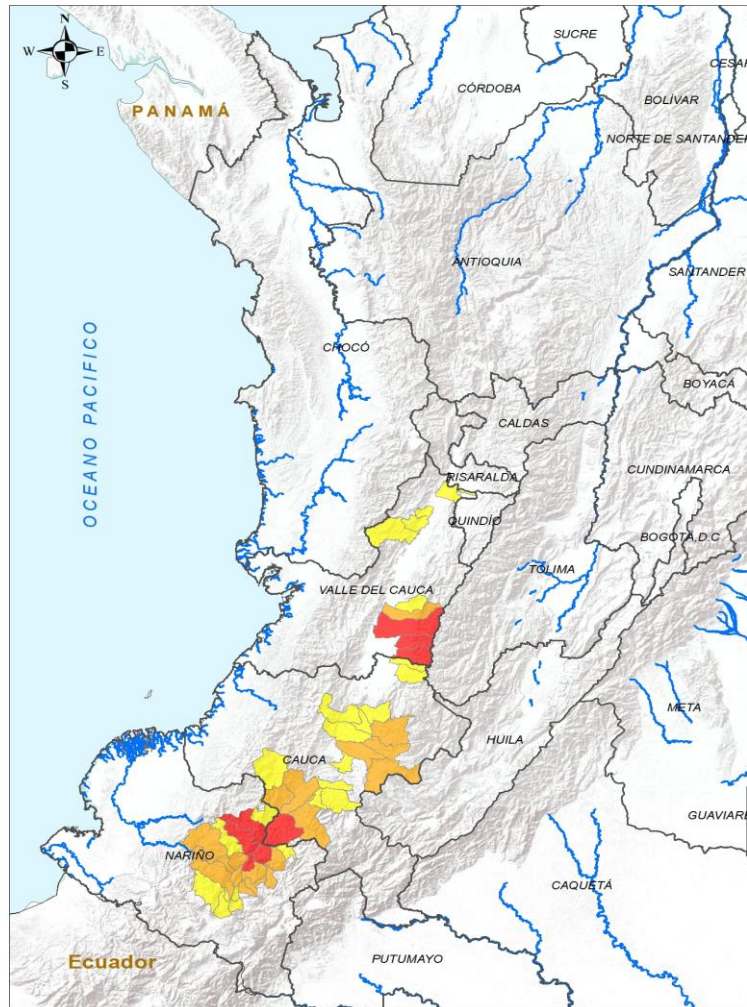 N
W E
S
PANAMÁ
SUCRE
CÓRDOBA
CESAR
BOLÍVAR
NORTE DE SANTANDER
ANTIOQUIA
SANTANDER
CHOCÓ
BOYACÁ
CALDAS
OCEANO PACIFICO
CUNDINAMARCA
RISARALDA
QUINDÍO
BOGOTÁ, D.C
TOLIMA
VALLE DEL CAUCA
META
HUILA
CAUCA
GUAVIARE
NARIÑO
CAQUETÁ
Ecuador
PUTUMAYO